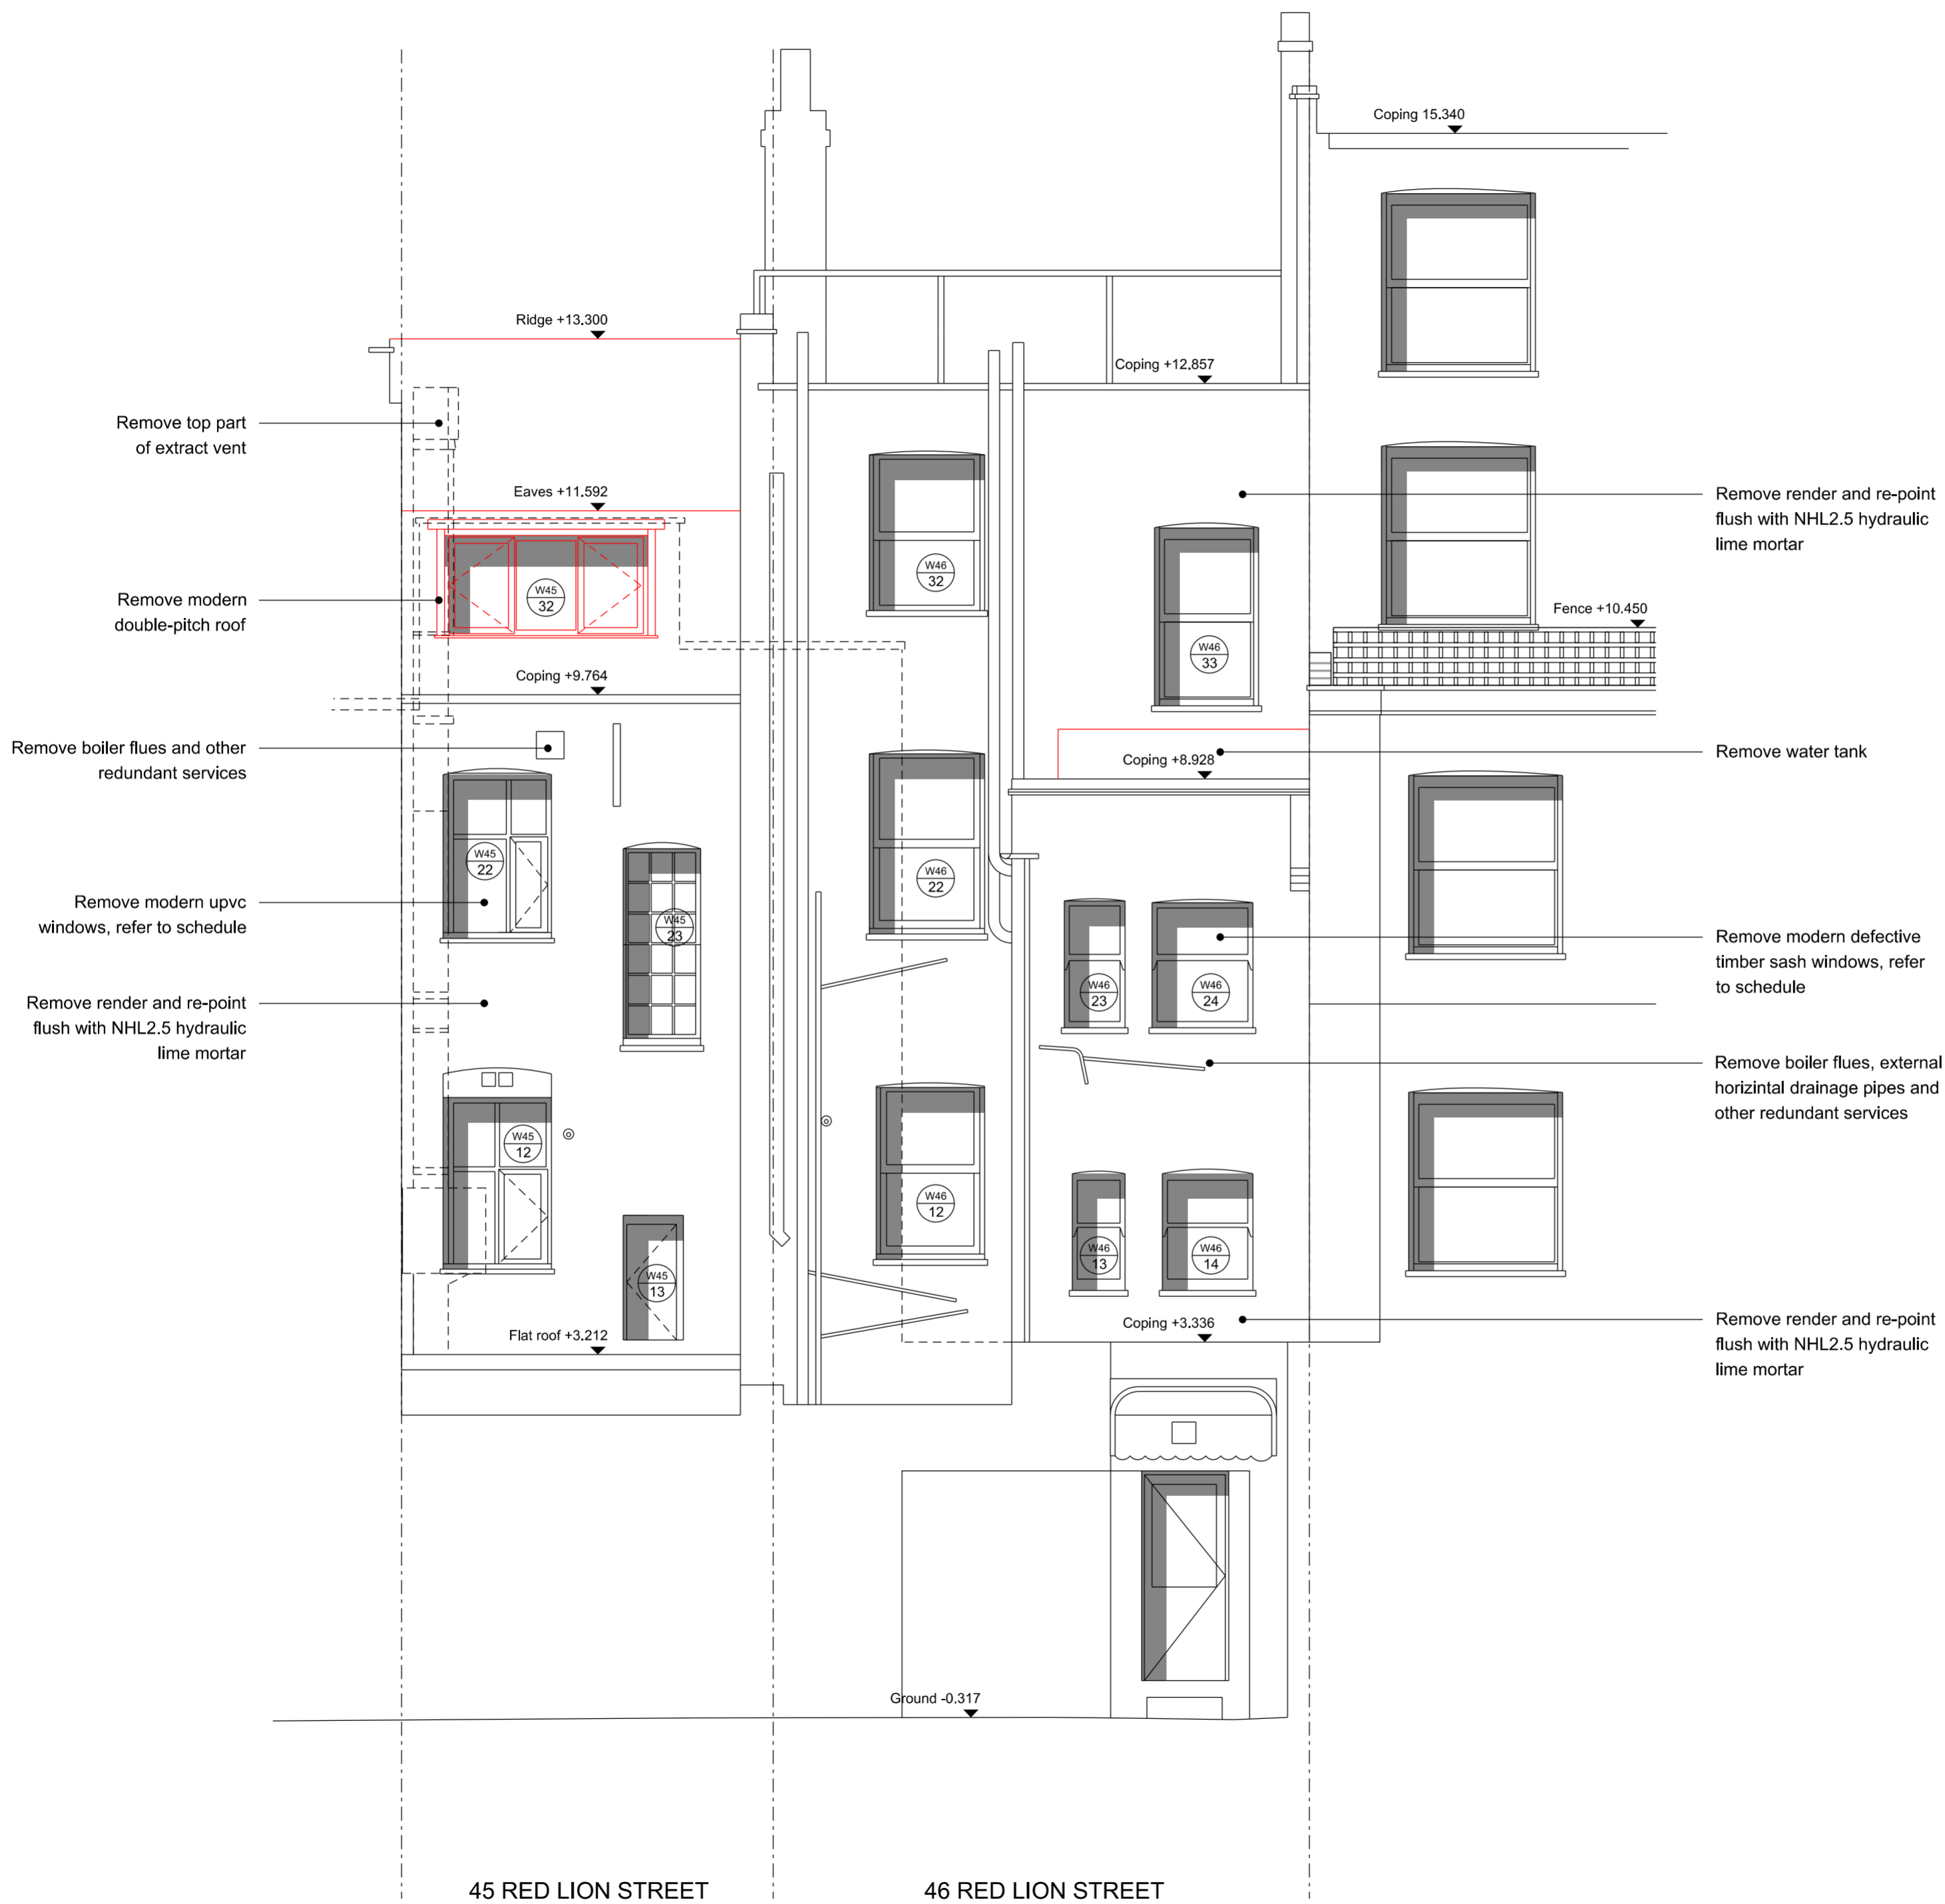 Coping 15.340
Ridge +13.300
Coping +12.857
Remove top part
of extract vent
Eaves +11.592
Remove render and re-point
flush with NHL2.5 hydraulic
lime mortar
W46
32
W45
32
Remove modern
double-pitch roof
Fence +10.450
W46
33
Coping +9.764
Remove boiler flues and other
redundant services
Remove water tank
Coping +8.928
W45
22
W46
22
Remove modern upvc
windows, refer to schedule
W45
23
Remove modern defective
timber sash windows, refer
to schedule
W46
23
W46
24
Remove render and re-point
flush with NHL2.5 hydraulic
lime mortar
Remove boiler flues, external
horizintal drainage pipes and
other redundant services
W45
12
W46
12
W46
13
W46
14
W45
13
Flat roof +3.212
Coping +3.336
Remove render and re-point
flush with NHL2.5 hydraulic
lime mortar
Ground -0.317
45 RED LION STREET
46 RED LION STREET